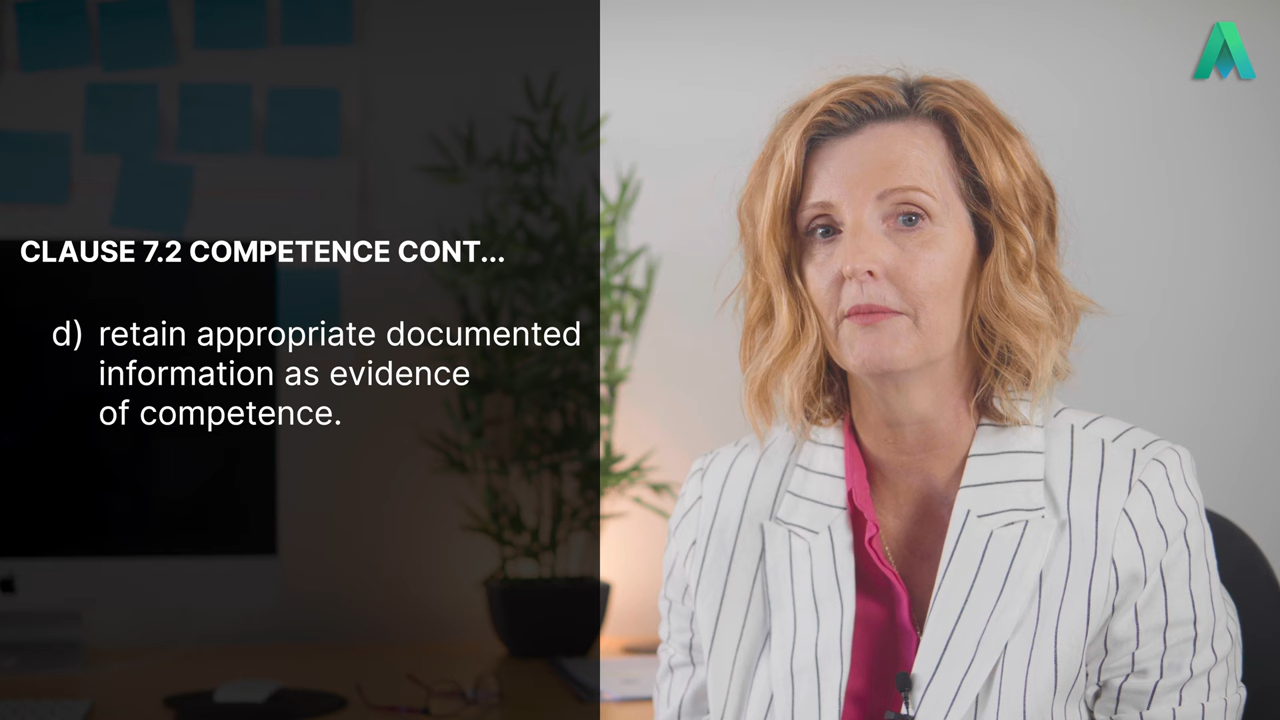 CLAUSE 7.2 COMPETENCE CONT...
d) retain appropriate documented
information as evidence
of competence.